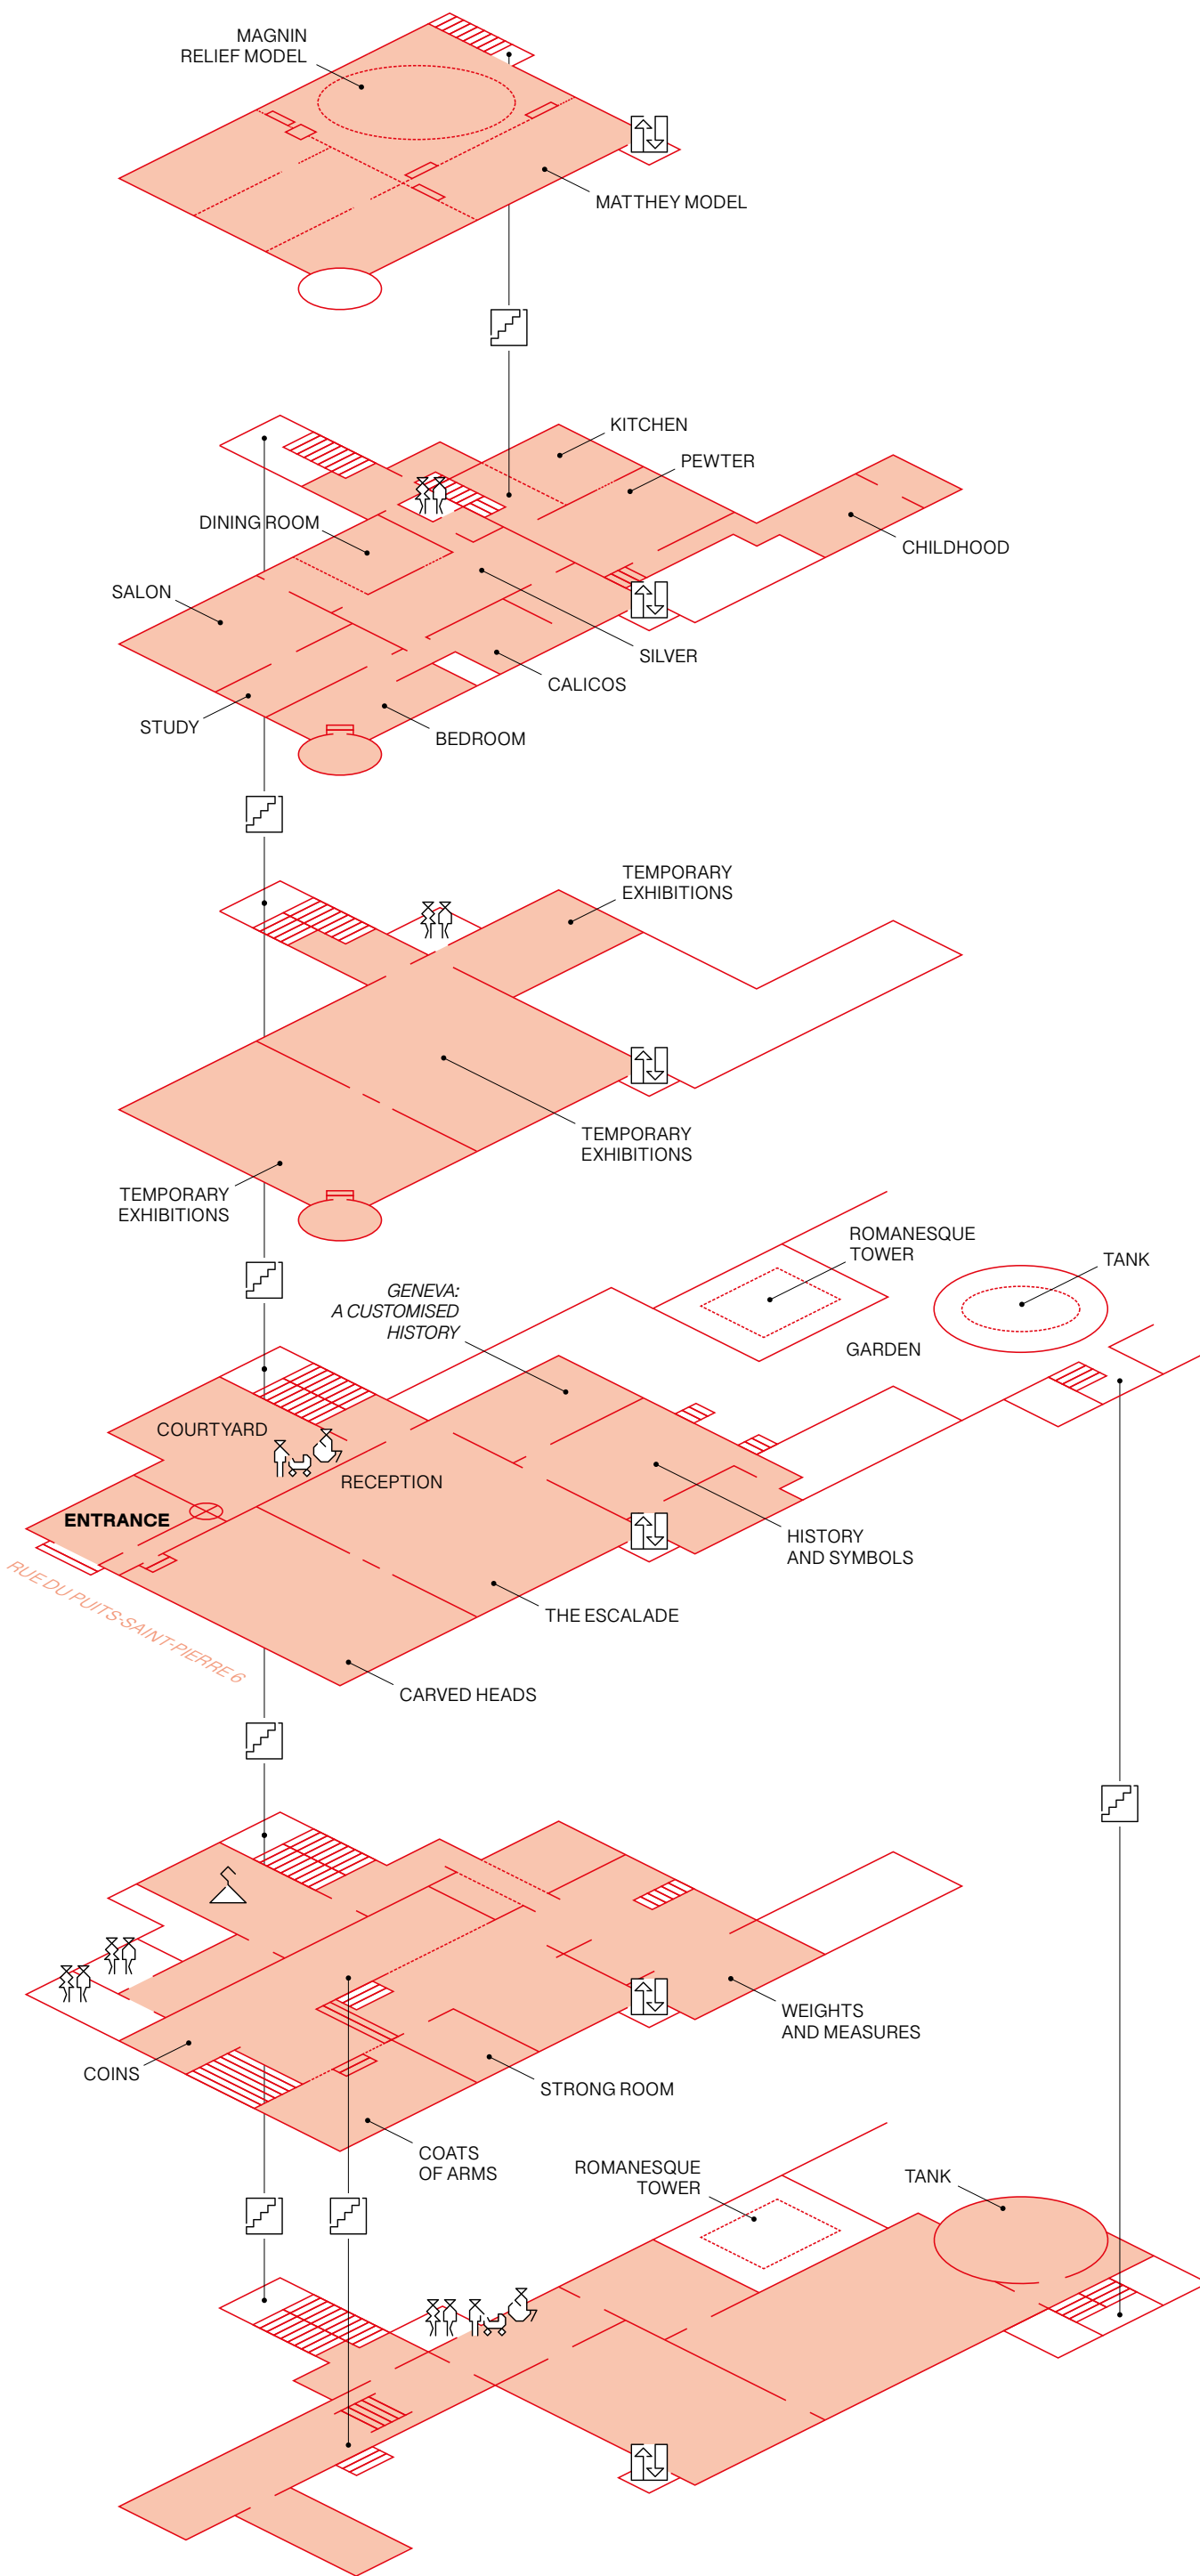 MAGNIN
RELIEF MODEL
MATTHEY MODEL
KITCHEN
PEWTER
DINING ROOM
CHILDHOOD
SALON
SILVER
CALICOS
STUDY
BEDROOM
TEMPORARY
EXHIBITIONS
TEMPORARY
EXHIBITIONS
TEMPORARY
EXHIBITIONS
ROMANESQUE
TOWER
TANK
GENEVA:
A CUSTOMISED
HISTORY
GARDEN
COURTYARD
RECEPTION
ENTRANCE
HISTORY
AND SYMBOLS
RUE DU PUITS-SAINT-PIERRE 6
THE ESCALADE
CARVED HEADS
WEIGHTS
AND MEASURES
COINS
STRONG ROOM
COATS
OF ARMS
ROMANESQUE
TOWER
TANK